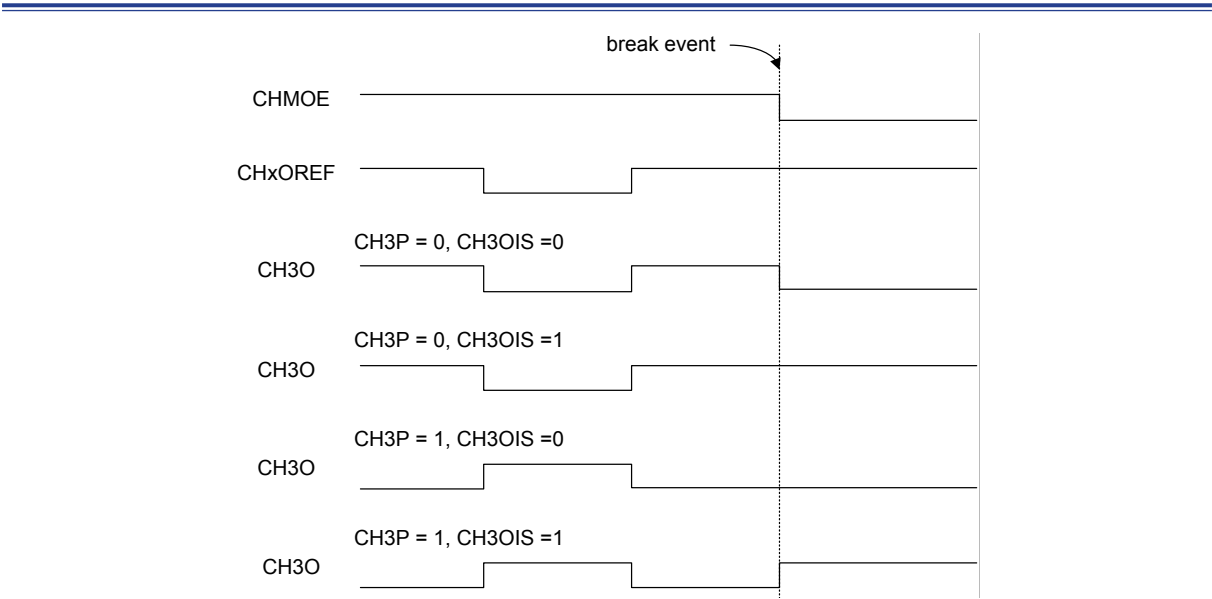 break event
CHMOE
CHxOREF
CH3P = 0, CH3OIS =0
CH3O
CH3P = 0, CH3OIS =1
CH3O
CH3P = 1, CH3OIS =0
CH3O
CH3P = 1, CH3OIS =1
CH3O